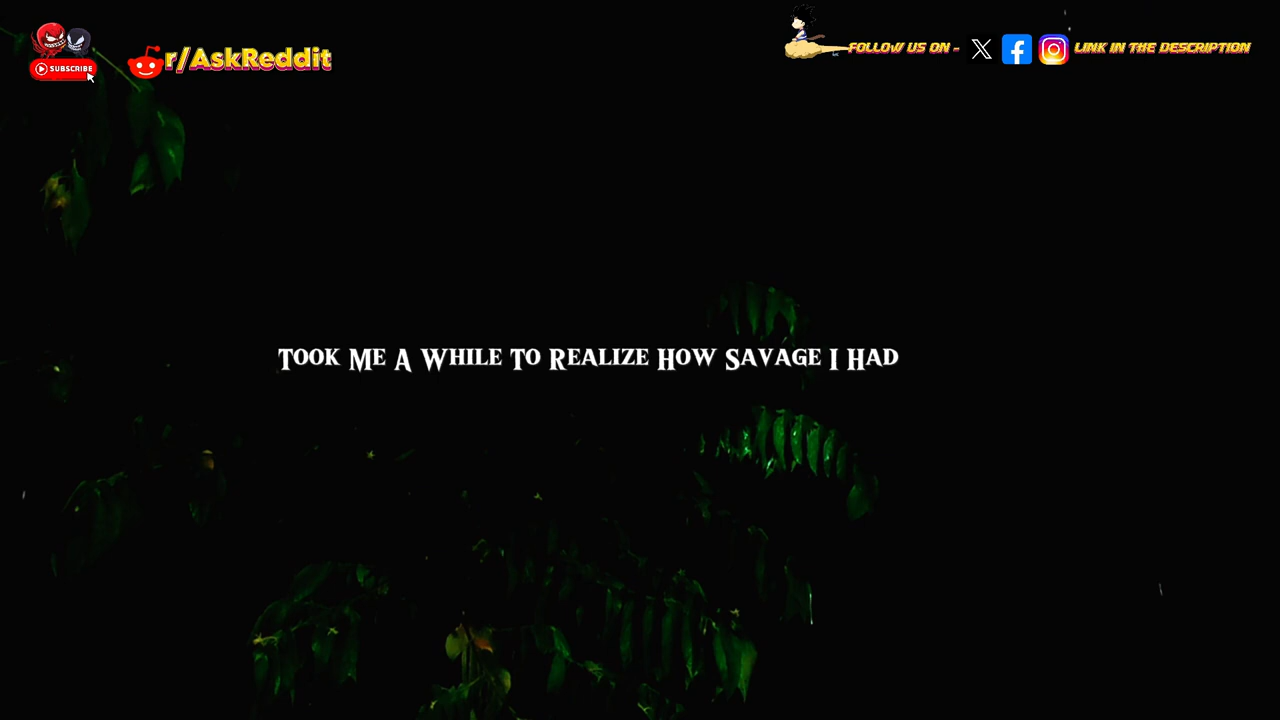 SUBSCRIBE
r/AskReddit
FOLLOW US ON -
LINK IN THE DESCRIPTION
Took Me A While To Realize How Savage I Had